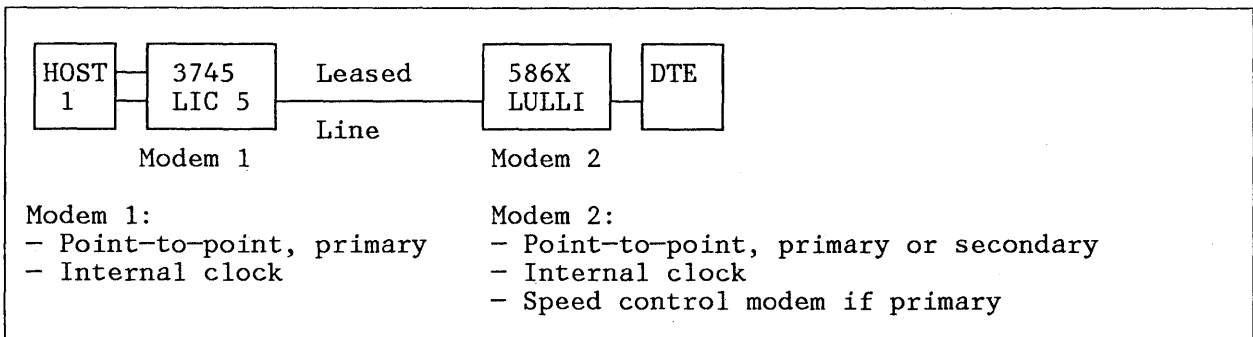 HOST 3745 Leased 586X DTE
1 LIC 5 LULLI
Line
Modem 1 Modem 2
Modem 1: Modem 2:
— Point—to—point, primary — Point—to—point, primary or secondary
— Internal clock — Internal clock
— Speed control modem if primary